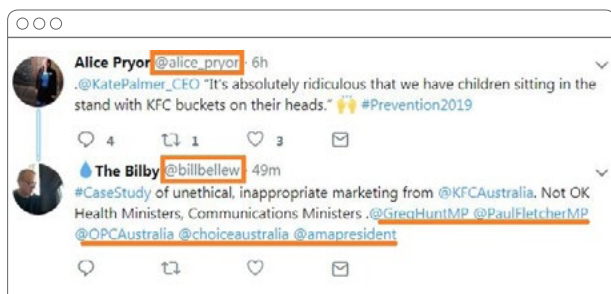 Alice Pryor @alice_pryor · 6h
.@KatePalmer_CEO "It's absolutely ridiculous that we have children sitting in the
stand with KFC buckets on their heads." 🙌 #Prevention2019
4 1 3
💧The Bilby @billbellew · 49m
#CaseStudy of unethical, inappropriate marketing from @KFCAustralia. Not OK
Health Ministers, Communications Ministers .@GregHuntMP @PaulFletcherMP
@OPCAustralia @choiceaustralia @amapresident